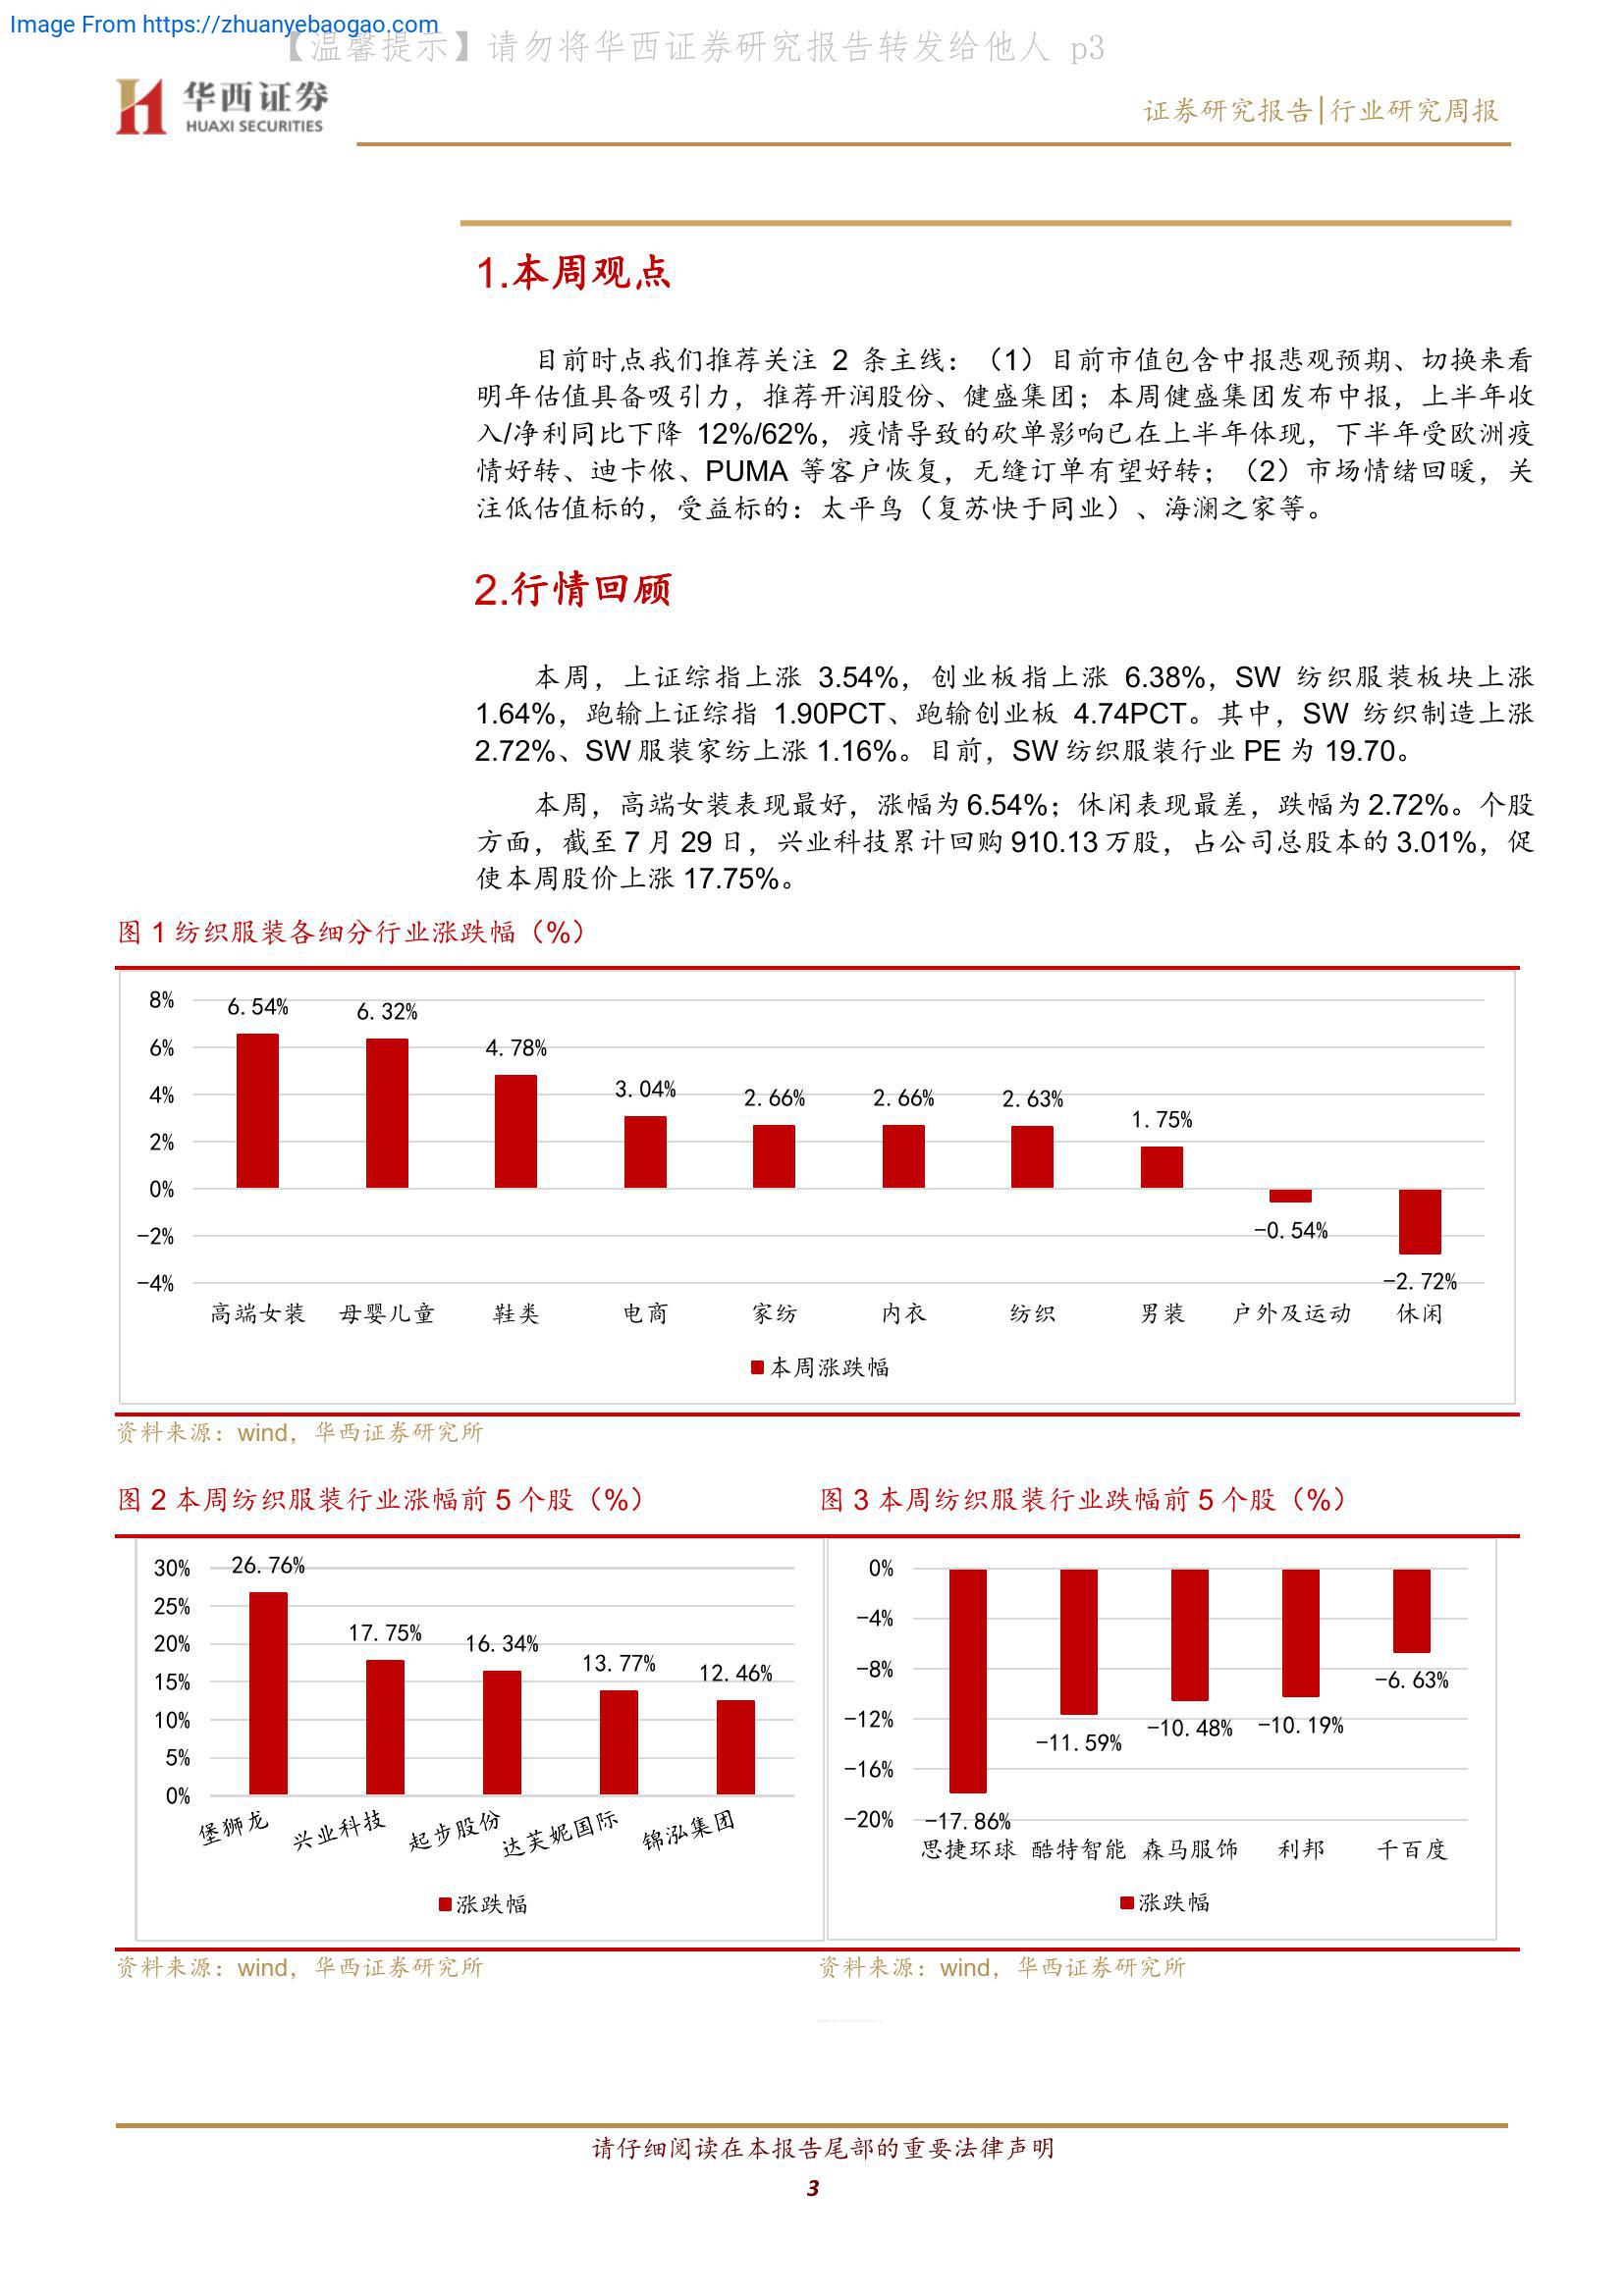 Image From https://zhuanyebaogao.com
【温馨提示】请勿将华西证券研究报告转发给他人 p3
华西证券
HUAXI SECURITIES
证券研究报告|行业研究周报
1.本周观点
目前时点我们推荐关注 2 条主线：（1）目前市值包含中报悲观预期、切换来看
明年估值具备吸引力，推荐开润股份、健盛集团；本周健盛集团发布中报，上半年收
入/净利同比下降 12%/62%，疫情导致的砍单影响已在上半年体现，下半年受欧洲疫
情好转、迪卡侬、PUMA 等客户恢复，无缝订单有望好转；（2）市场情绪回暖，关
注低估值标的，受益标的：太平鸟（复苏快于同业）、海澜之家等。
2.行情回顾
本周，上证综指上涨 3.54%，创业板指上涨 6.38%，SW 纺织服装板块上涨
1.64%，跑输上证综指 1.90PCT、跑输创业板 4.74PCT。其中，SW 纺织制造上涨
2.72%、SW 服装家纺上涨 1.16%。目前，SW 纺织服装行业 PE 为 19.70。
本周，高端女装表现最好，涨幅为 6.54%；休闲表现最差，跌幅为 2.72%。个股
方面，截至 7 月 29 日，兴业科技累计回购 910.13 万股，占公司总股本的 3.01%，促
使本周股价上涨 17.75%。
图 1 纺织服装各细分行业涨跌幅（%）
8%
6%
4%
2%
0%
-2%
-4%
6.54%
6.32%
4.78%
3.04%
2.66%
2.66%
2.63%
1.75%
-0.54%
-2.72%
高端女装 母婴儿童 鞋类 电商 家纺 内衣 纺织 男装 户外及运动 休闲
本周涨跌幅
资料来源：wind，华西证券研究所
图 2 本周纺织服装行业涨幅前 5 个股（%）
30%
25%
20%
15%
10%
5%
0%
26.76%
17.75%
16.34%
13.77%
12.46%
堡狮龙 兴业科技 起步股份 达芙妮国际 锦泓集团
涨跌幅
资料来源：wind，华西证券研究所
图 3 本周纺织服装行业跌幅前 5 个股（%）
0%
-4%
-8%
-12%
-16%
-20%
-17.86%
-11.59%
-10.48%
-10.19%
-6.63%
思捷环球 酷特智能 森马服饰 利邦 千百度
涨跌幅
资料来源：wind，华西证券研究所
请仔细阅读在本报告尾部的重要法律声明
3